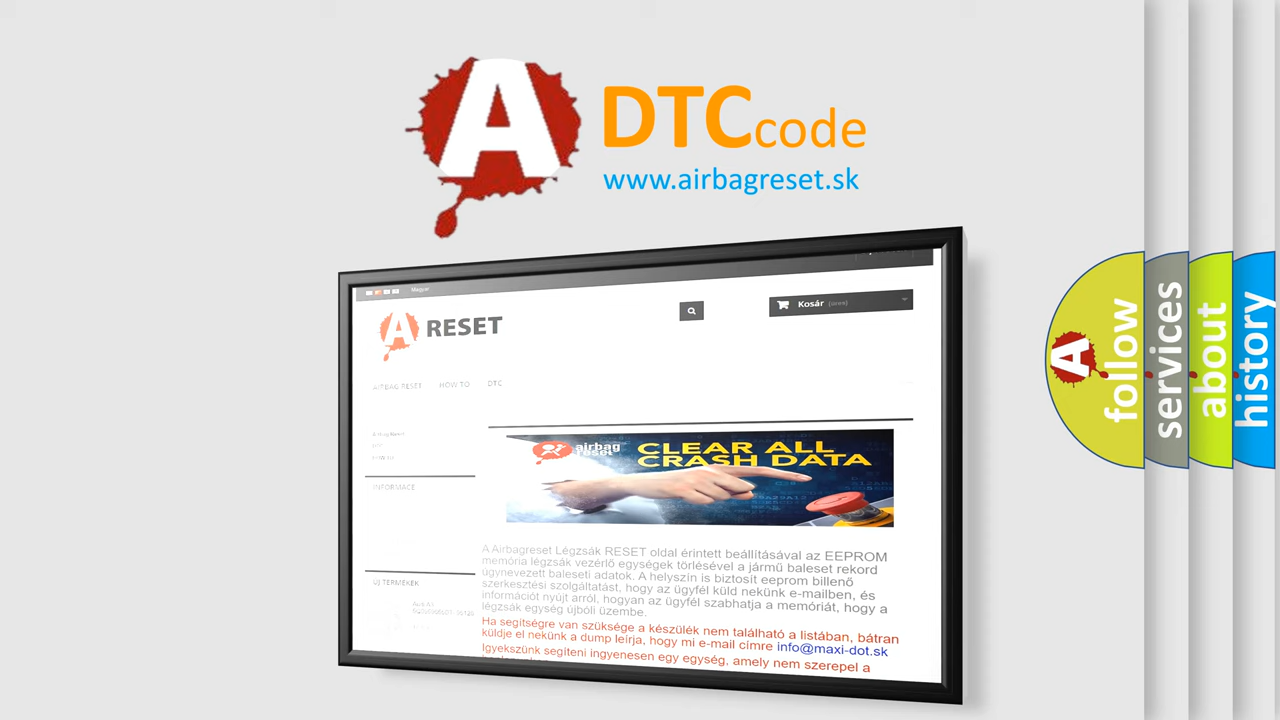 A
DTC code
www.airbagreset.sk
Magyar
A RESET
Kosár
AIRBAG RESET HOW TO DTC
INFORMACE
airbag
reset
CLEAR ALL
CRASH DATA
A Airbagreset Légzsák RESET oldal érintett beállításával az EEPROM
memória légzsák vezérlő egységek törlésével a jármű baleset rekord
úgynevezett baleseti adatok. A helyszín is biztosít eeprom billenő
szerkesztési szolgáltatást, hogy az ügyfél küld nekünk e-mailben, és
információt nyújt arról, hogyan az ügyfél szabhatja a memóriát, hogy a
légzsák egység újbóli üzembe.
ÚJ TERMÉKEK
Ha segítségre van szüksége a készülék nem található a listában, bátran
küldje el nekünk a dump leírja, hogy mi e-mail címre info@maxi-dot.sk
Igyekszünk segíteni ingyenesen egy egység, amely nem szerepel a
A
follow
services
about
history